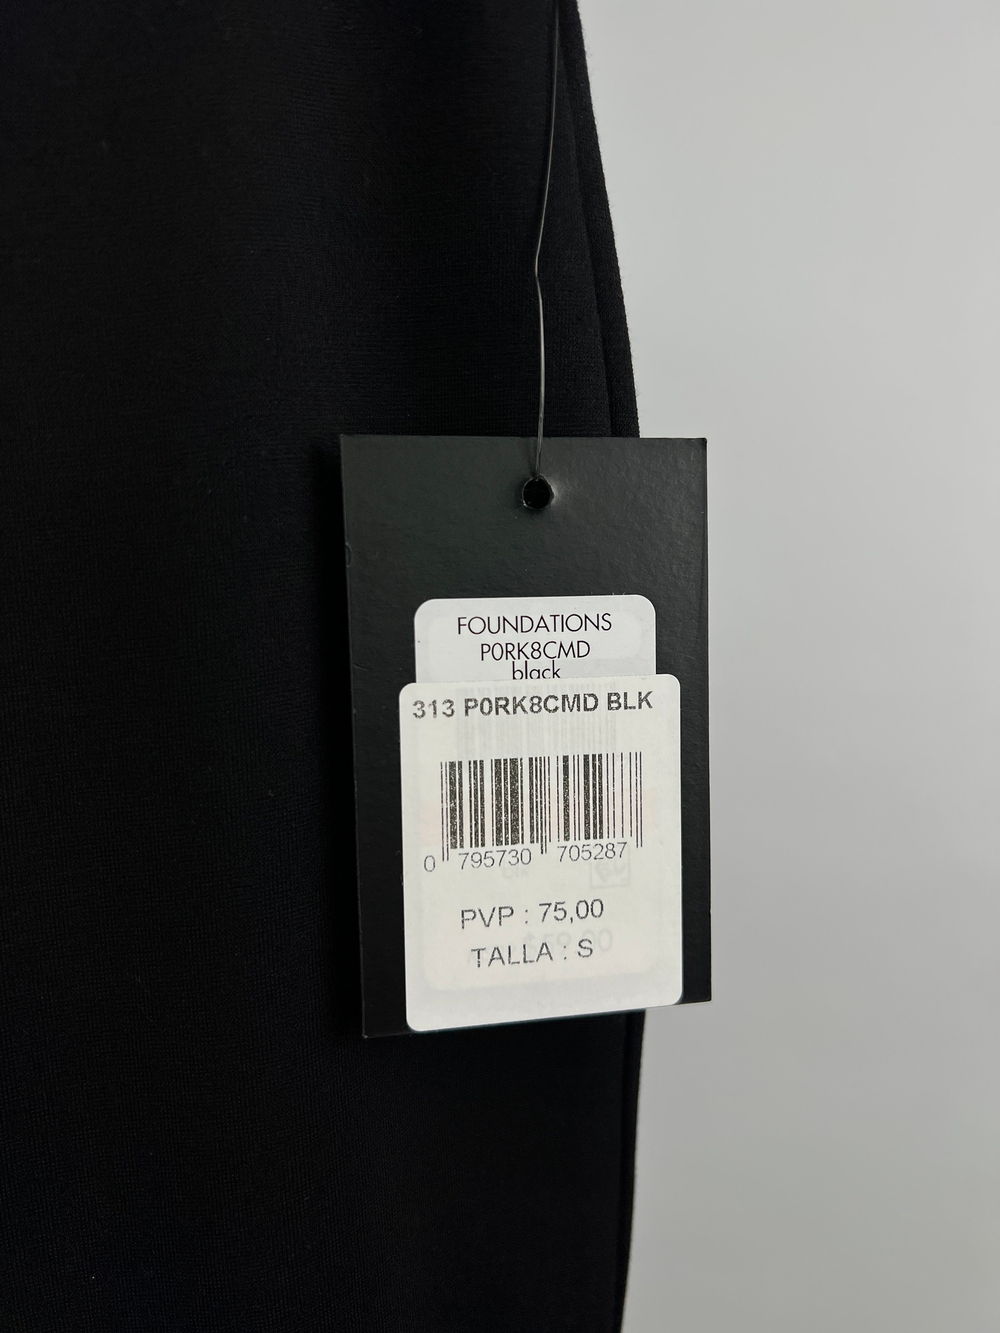 FOUNDATIONS
P0RK8CMD
black
313 P0RK8CMD BLK
0 795730 705287
PVP : 75,00
TALLA : S